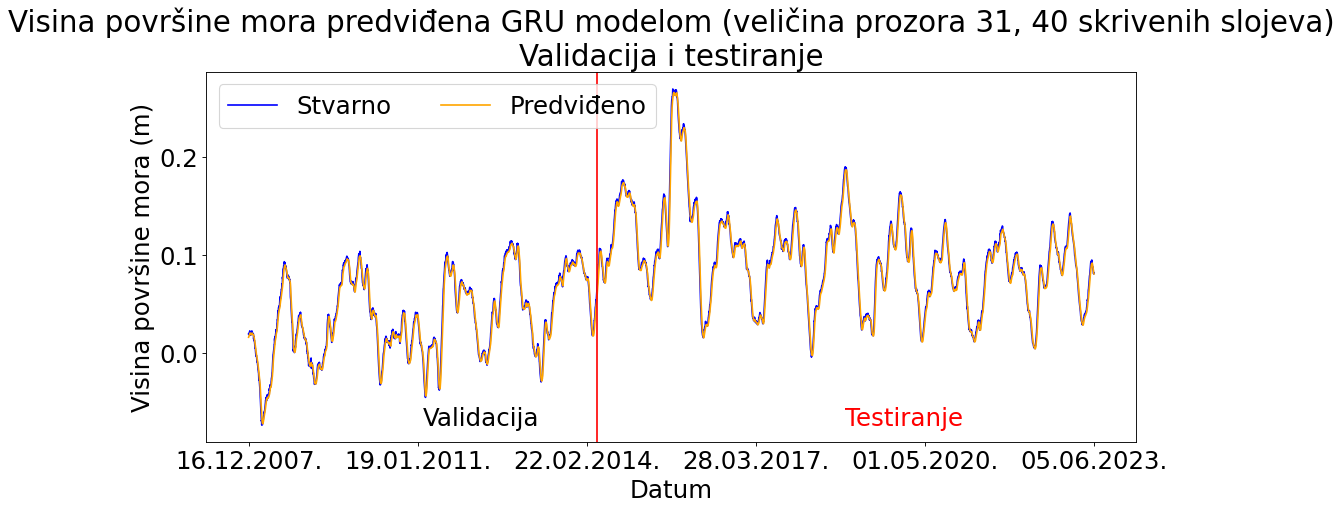 Visina površine mora predviđena GRU modelom (veličina prozora 31, 40 skrivenih slojeva)
Validacija i testiranje
Stvarno
Predviđeno
Visina površine mora (m)
0.2
0.1
0.0
Validacija
Testiranje
16.12.2007.
19.01.2011.
22.02.2014.
28.03.2017.
01.05.2020.
05.06.2023.
Datum